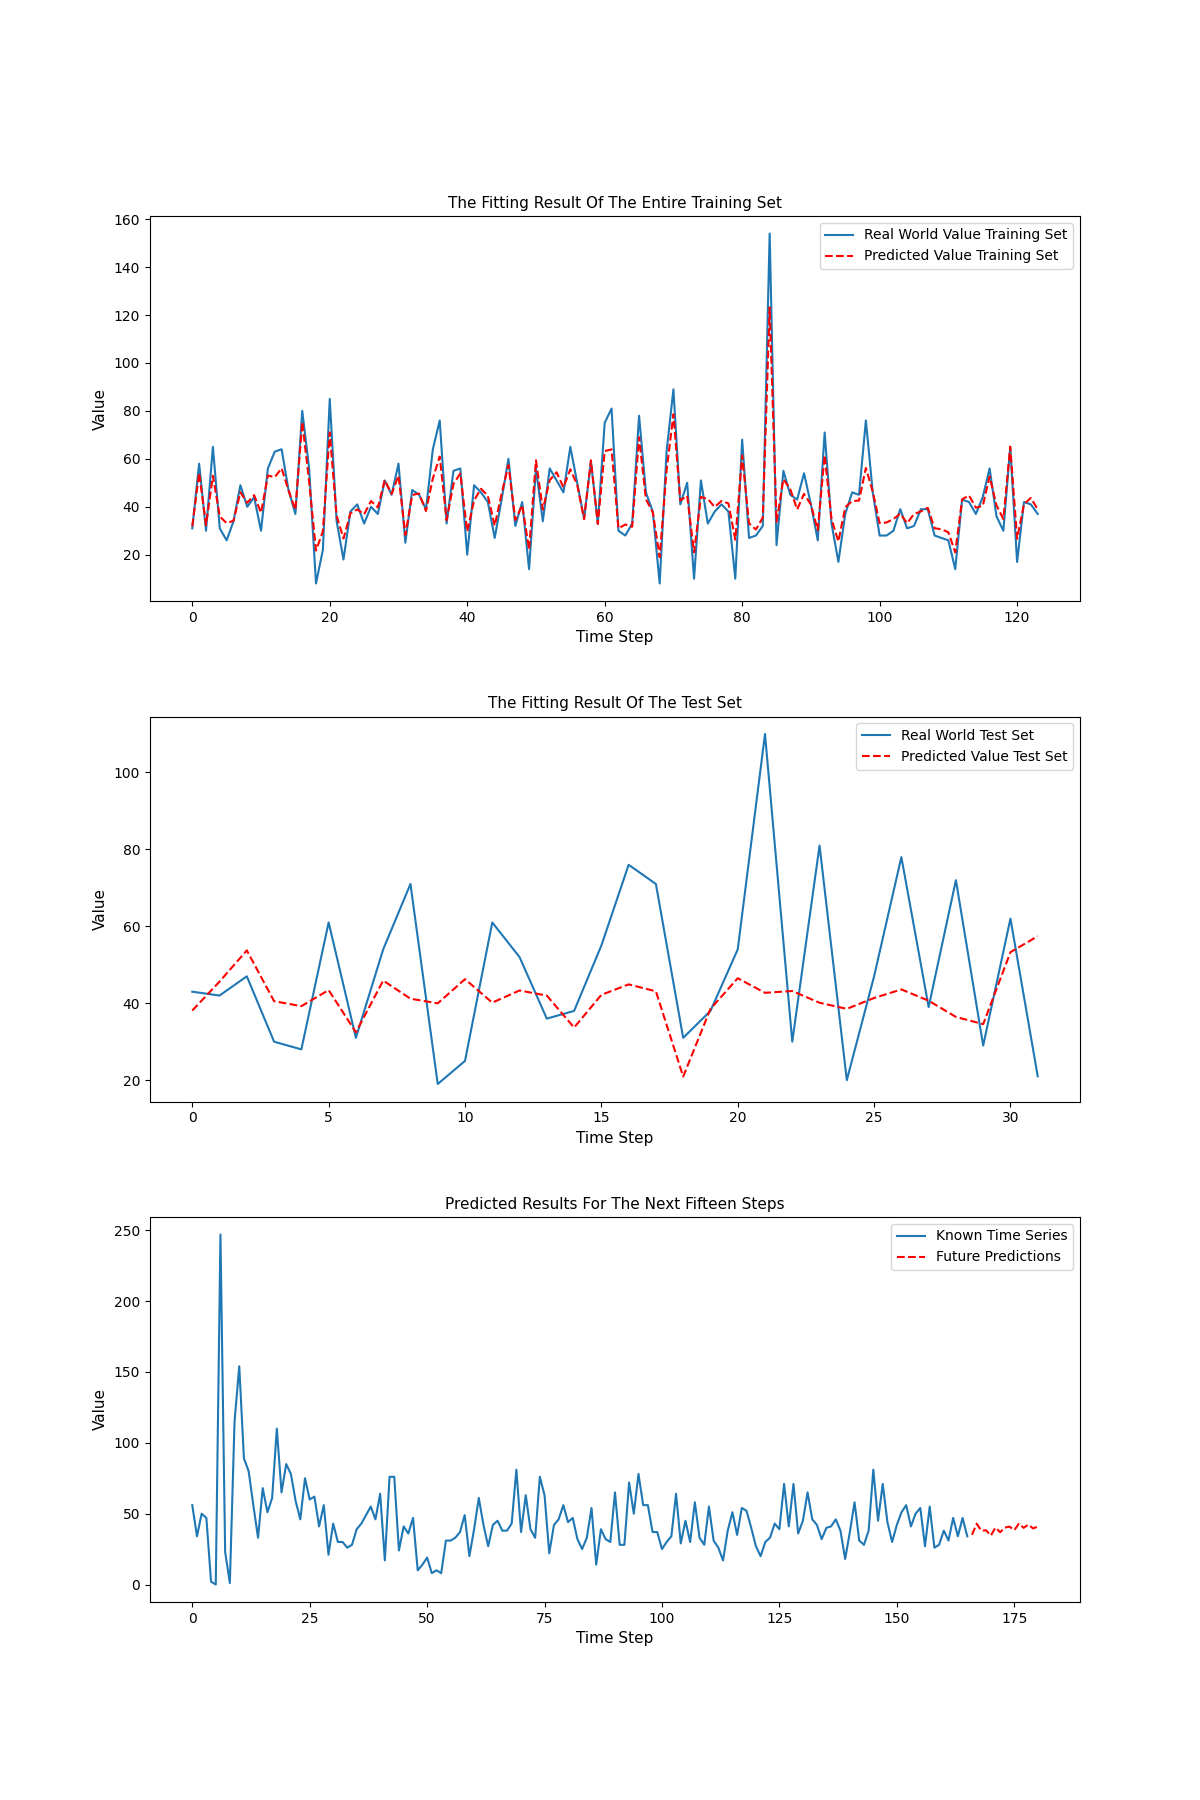 The Fitting Result Of The Entire Training Set
160
140
120
100
80
60
40
20
Value
Real World Value Training Set
Predicted Value Training Set
0 20 40 60 80 100 120
Time Step
The Fitting Result Of The Test Set
100
80
60
40
20
Value
Real World Test Set
Predicted Value Test Set
0 5 10 15 20 25 30
Time Step
Predicted Results For The Next Fifteen Steps
250
200
150
100
50
0
Value
Known Time Series
Future Predictions
0 25 50 75 100 125 150 175
Time Step